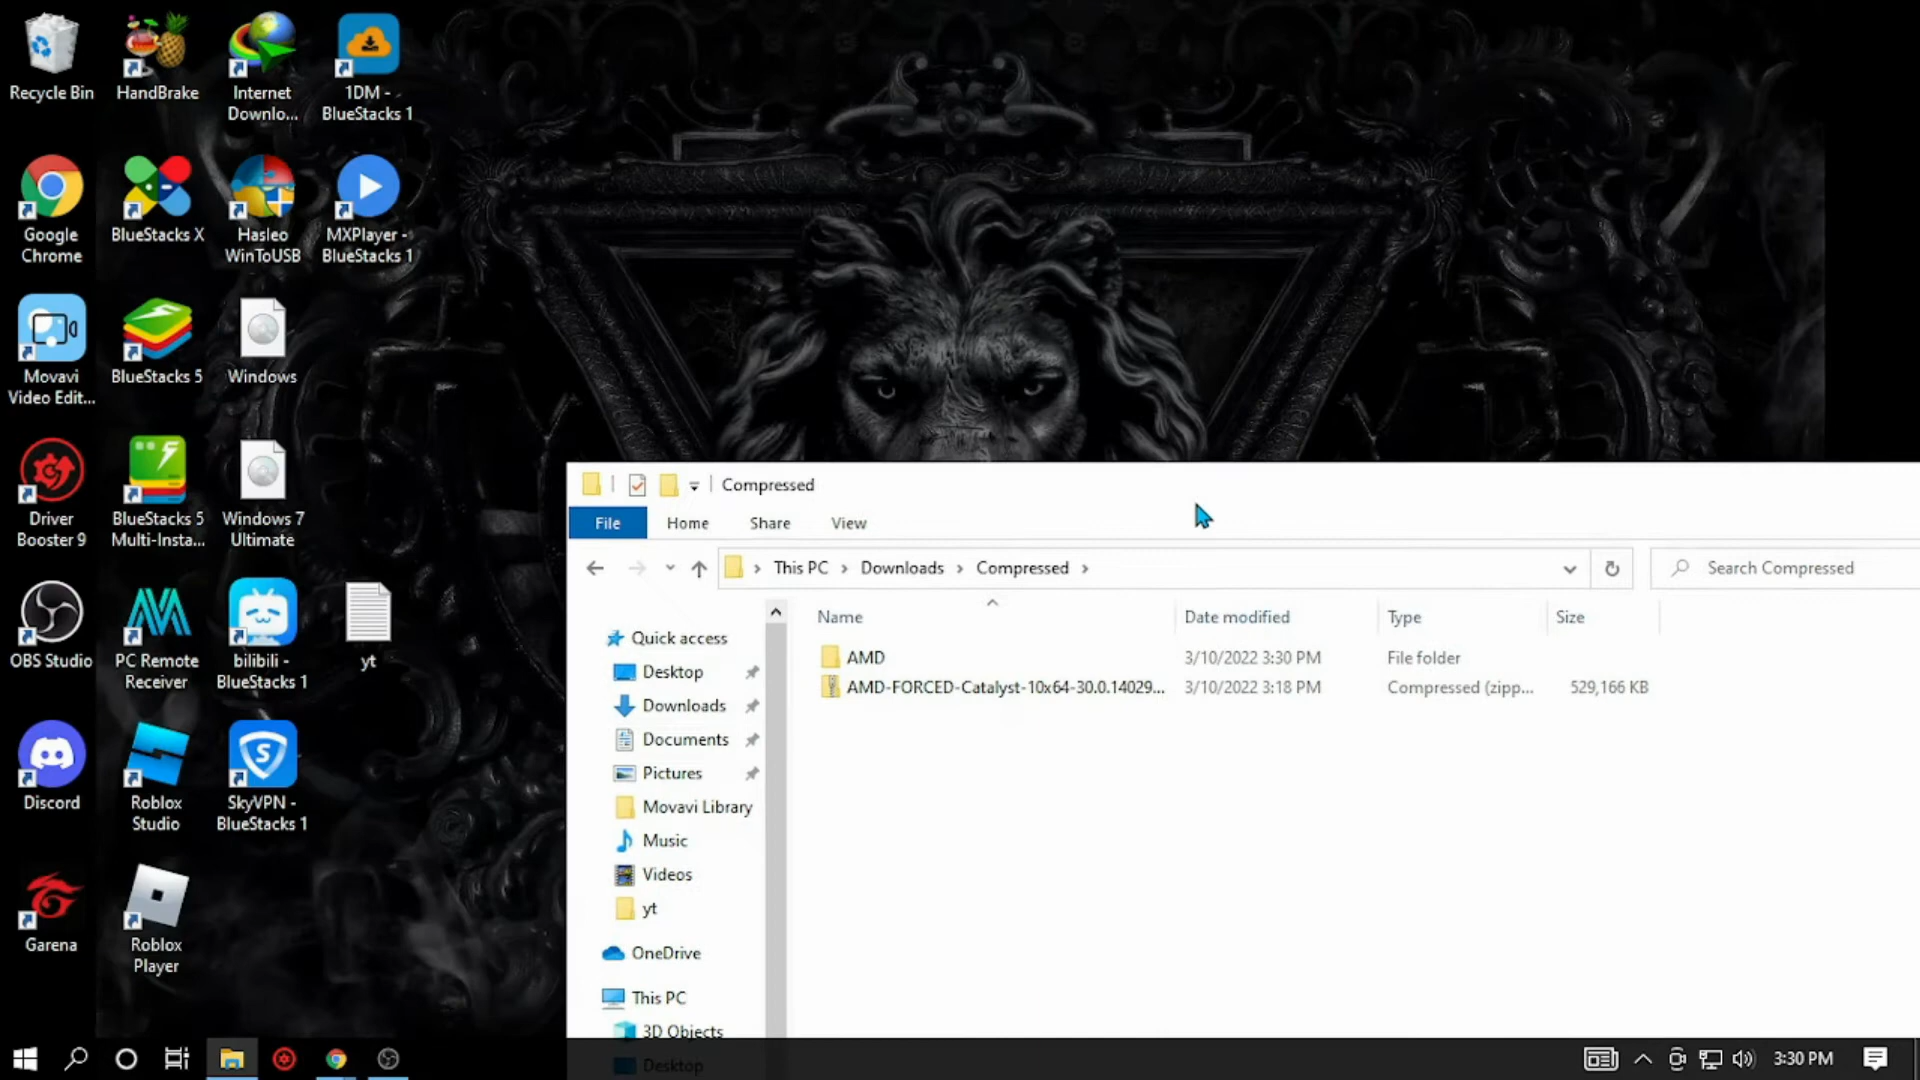 Recycle Bin
HandBrake
Internet
Downlo...
1DM -
BlueStacks 1
Google
Chrome
BlueStacks X
Hasleo
WinToUSB
MXPlayer -
BlueStacks 1
Movavi
Video Edit...
BlueStacks 5
Windows
Driver
Booster 9
BlueStacks 5
Multi-Insta...
Windows 7
Ultimate
OBS Studio
PC Remote
Receiver
bilibili -
BlueStacks 1
yt
Discord
Roblox
Studio
SkyVPN -
BlueStacks 1
Garena
Roblox
Player
Compressed
File Home Share View
This PC Downloads Compressed
Search Compressed
Name Date modified Type Size
AMD 3/10/2022 3:30 PM File folder
AMD-FORCED-Catalyst-10x64-30.0.14029... 3/10/2022 3:18 PM Compressed (zipp... 529,166 KB
Quick access
Desktop
Downloads
Documents
Pictures
Movavi Library
Music
Videos
yt
OneDrive
This PC
3D Objects
Desktop
3:30 PM